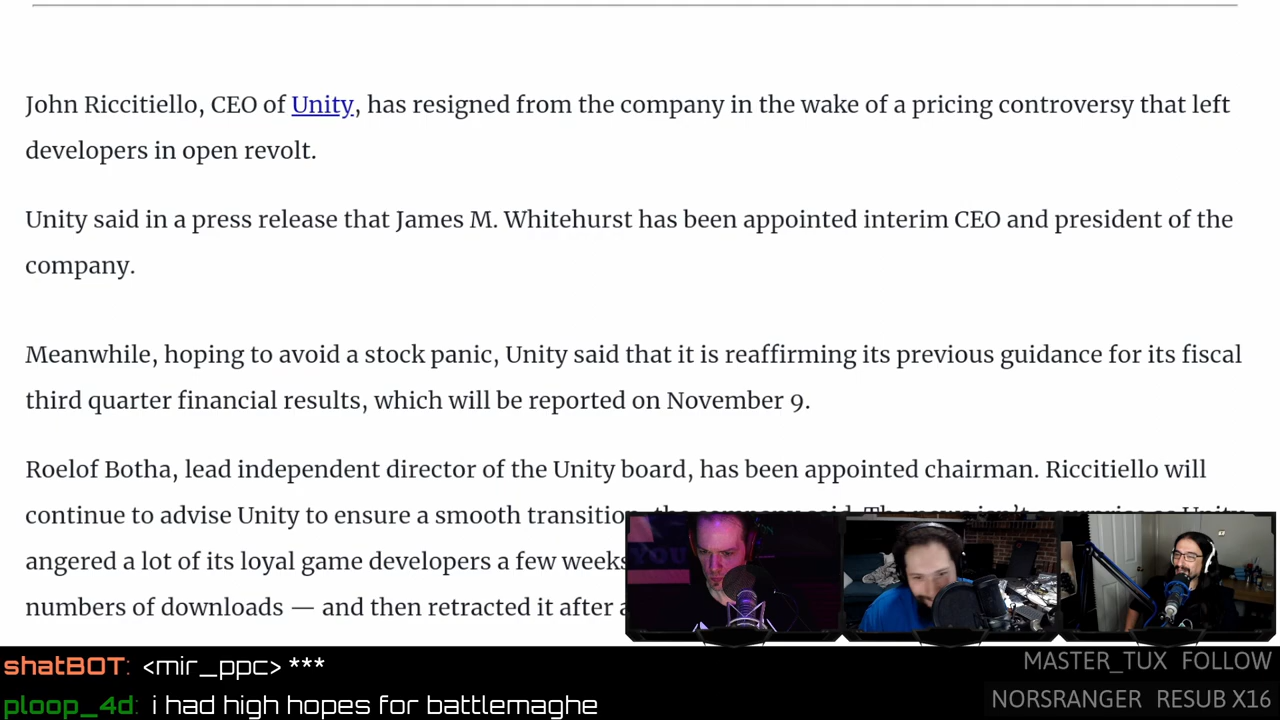 John Riccitiello, CEO of Unity, has resigned from the company in the wake of a pricing controversy that left
developers in open revolt.
Unity said in a press release that James M. Whitehurst has been appointed interim CEO and president of the
company.
Meanwhile, hoping to avoid a stock panic, Unity said that it is reaffirming its previous guidance for its fiscal
third quarter financial results, which will be reported on November 9.
Roelof Botha, lead independent director of the Unity board, has been appointed chairman. Riccitiello will
continue to advise Unity to ensure a smooth transition,
angered a lot of its loyal game developers a few weeks
numbers of downloads — and then retracted it after
YOU
shatBOT: <mir_ppc> ***
ploop_4d: i had high hopes for battlemaghe
MASTER_TUX FOLLOW
NORSRANGER RESUB X16